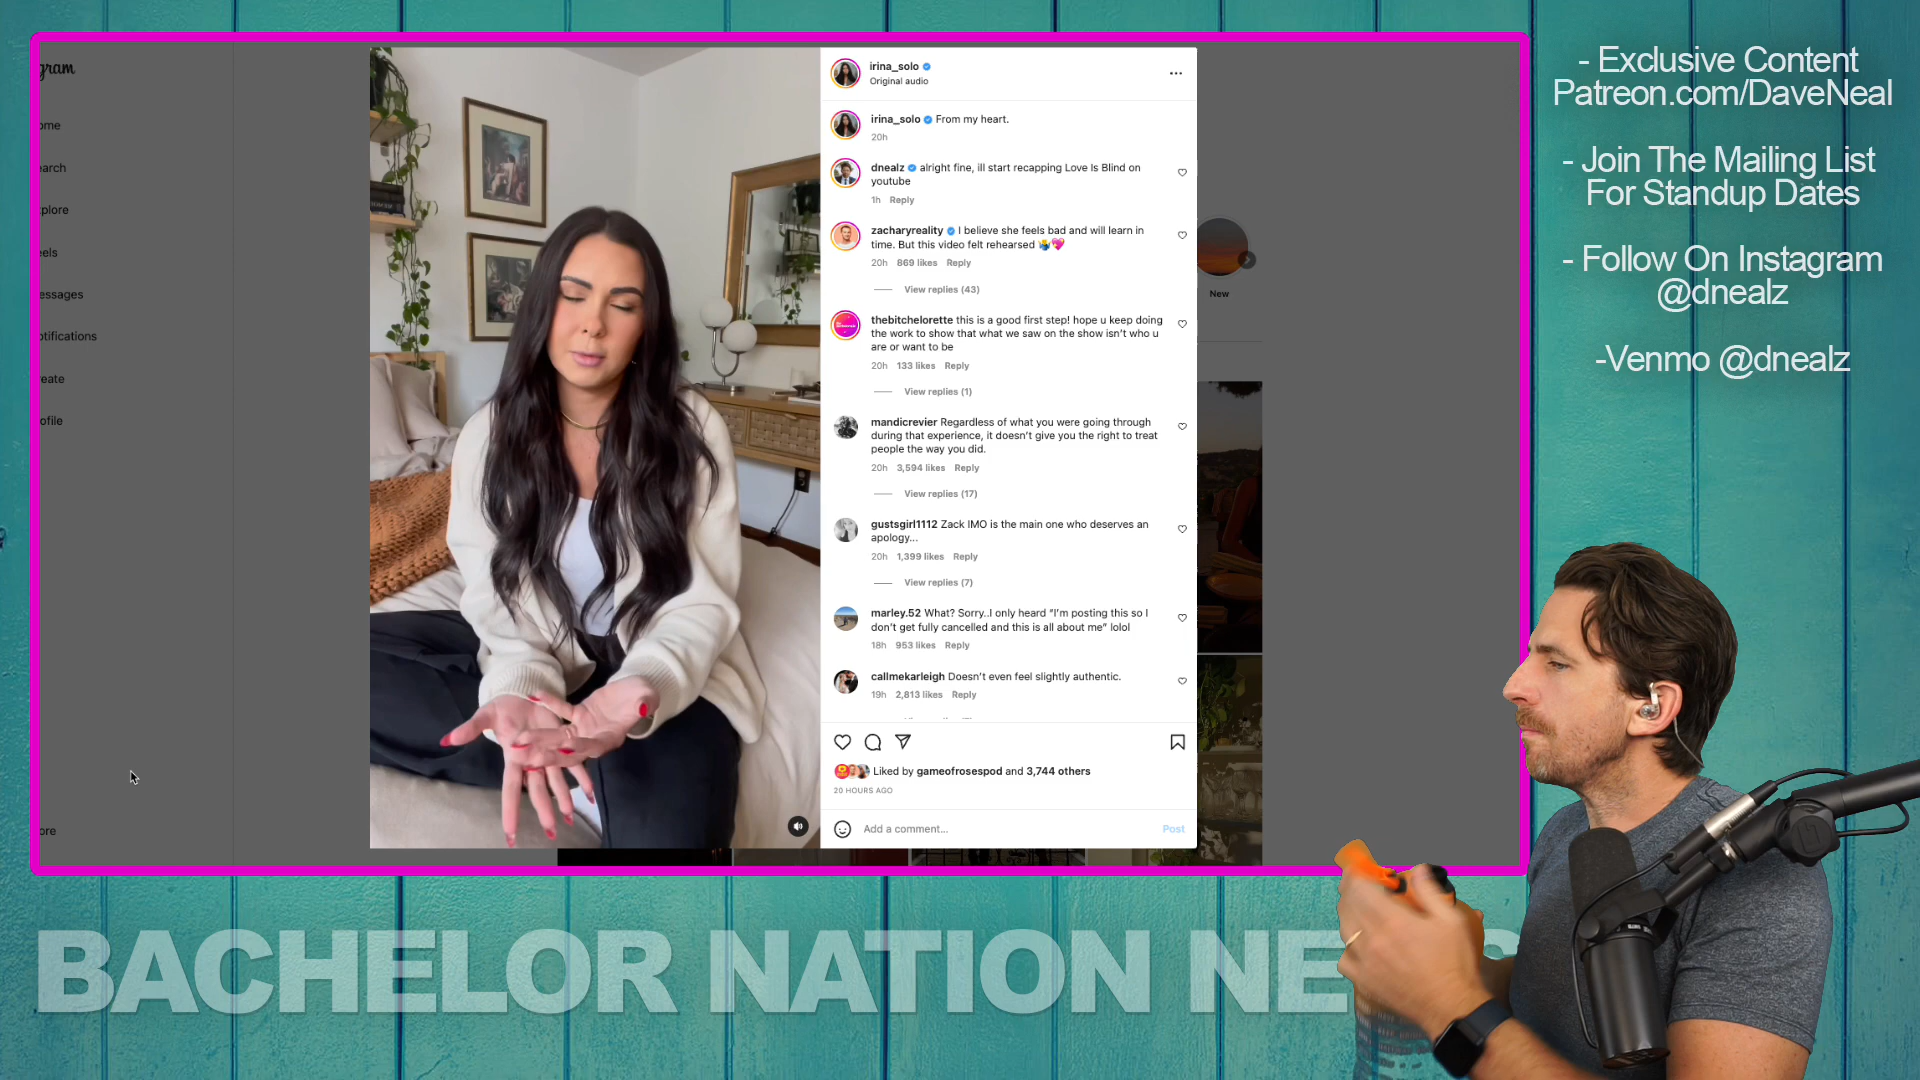 gram
ome
earch
xplore
eels
essages
otifications
reate
ofile
ore
irina_solo
Original audio
irina_solo From my heart.
20h
dnealz alright fine, ill start recapping Love Is Blind on
youtube
1h Reply
zacharyreality I believe she feels bad and will learn in
time. But this video felt rehearsed 🤷‍♂️💖
20h 869 likes Reply
View replies (43)
thebitchelorette this is a good first step! hope u keep doing
the work to show that what we saw on the show isn't who u
are or want to be
20h 133 likes Reply
View replies (1)
mandicrevier Regardless of what you were going through
during that experience, it doesn't give you the right to treat
people the way you did.
20h 3,594 likes Reply
View replies (17)
gustsgirl1112 Zack IMO is the main one who deserves an
apology...
20h 1,399 likes Reply
View replies (7)
marley.52 What? Sorry..I only heard "I'm posting this so I
don't get fully cancelled and this is all about me" lolol
18h 953 likes Reply
callmekarleigh Doesn't even feel slightly authentic.
19h 2,813 likes Reply
Liked by gameofrosespod and 3,744 others
20 HOURS AGO
Add a comment...
Post
New
- Exclusive Content
Patreon.com/DaveNeal
- Join The Mailing List
For Standup Dates
- Follow On Instagram
@dnealz
-Venmo @dnealz
BACHELOR NATION NE